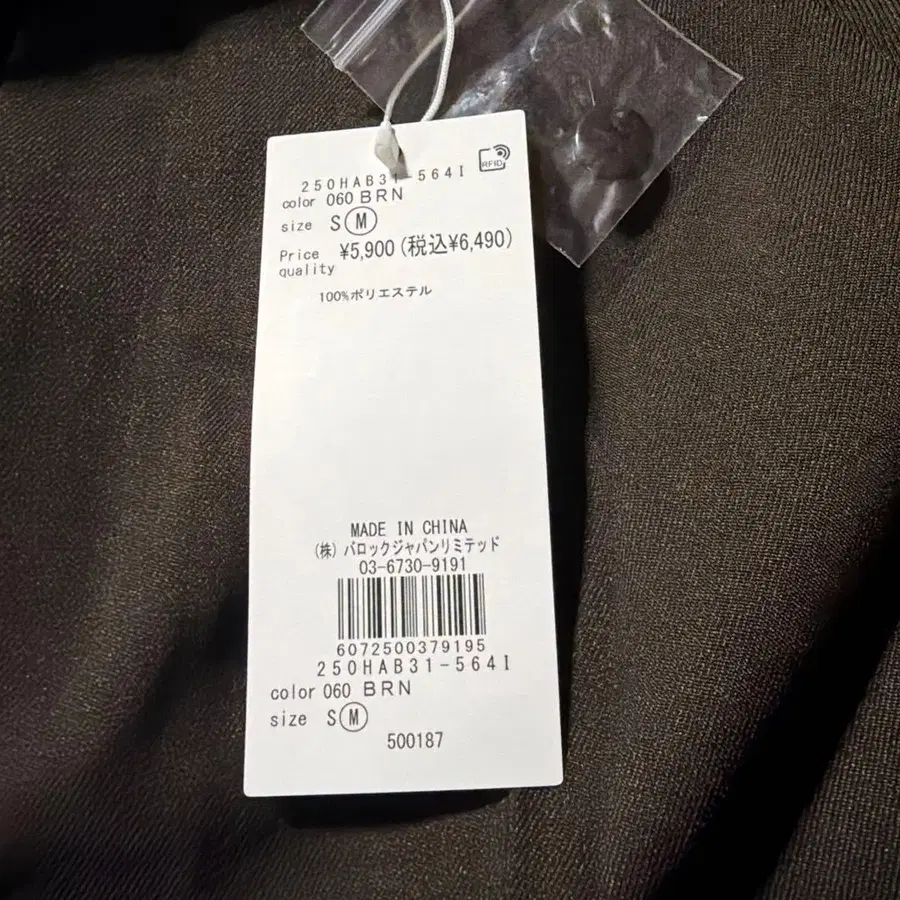 RFID
250HAB31-564I
color 060 BRN
size S M
Price ¥5,900(税込¥6,490)
quality
100%ポリエステル
MADE IN CHINA
(株)バロックジャパンリミテッド
03-6730-9191
6072500379195
250HAB31-564I
color 060 BRN
size S M
500187